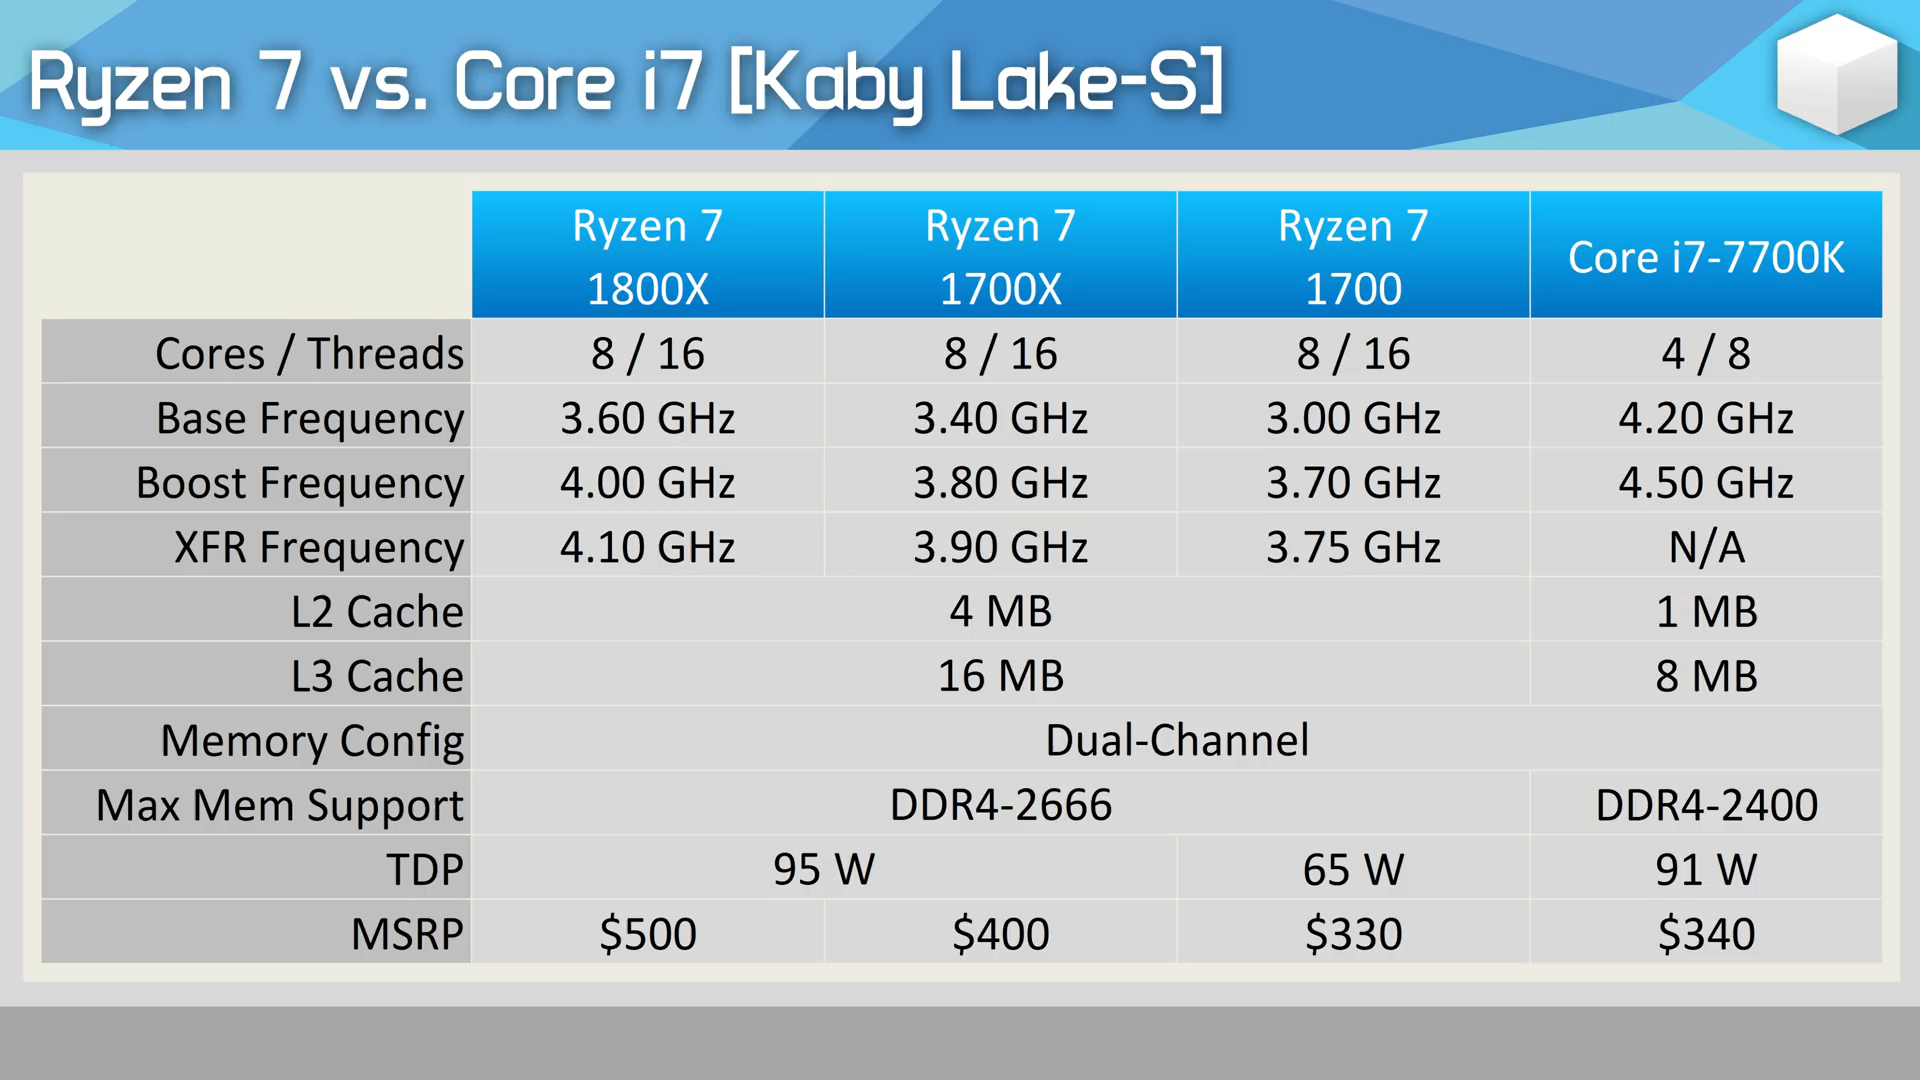 Ryzen 7 vs. Core i7 [Kaby Lake-S]
Ryzen 7 1800X Ryzen 7 1700X Ryzen 7 1700 Core i7-7700K
Cores / Threads 8 / 16 8 / 16 8 / 16 4 / 8
Base Frequency 3.60 GHz 3.40 GHz 3.00 GHz 4.20 GHz
Boost Frequency 4.00 GHz 3.80 GHz 3.70 GHz 4.50 GHz
XFR Frequency 4.10 GHz 3.90 GHz 3.75 GHz N/A
L2 Cache 4 MB 1 MB
L3 Cache 16 MB 8 MB
Memory Config Dual-Channel
Max Mem Support DDR4-2666 DDR4-2400
TDP 95 W 65 W 91 W
MSRP $500 $400 $330 $340